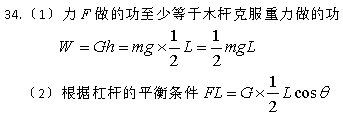 34.（1）力 F 做的功至少等于木杆克服重力做的功
W = Gh = mg × 1/2 L = 1/2 mgL
（2）根据杠杆的平衡条件 FL = G × 1/2 L cos θ